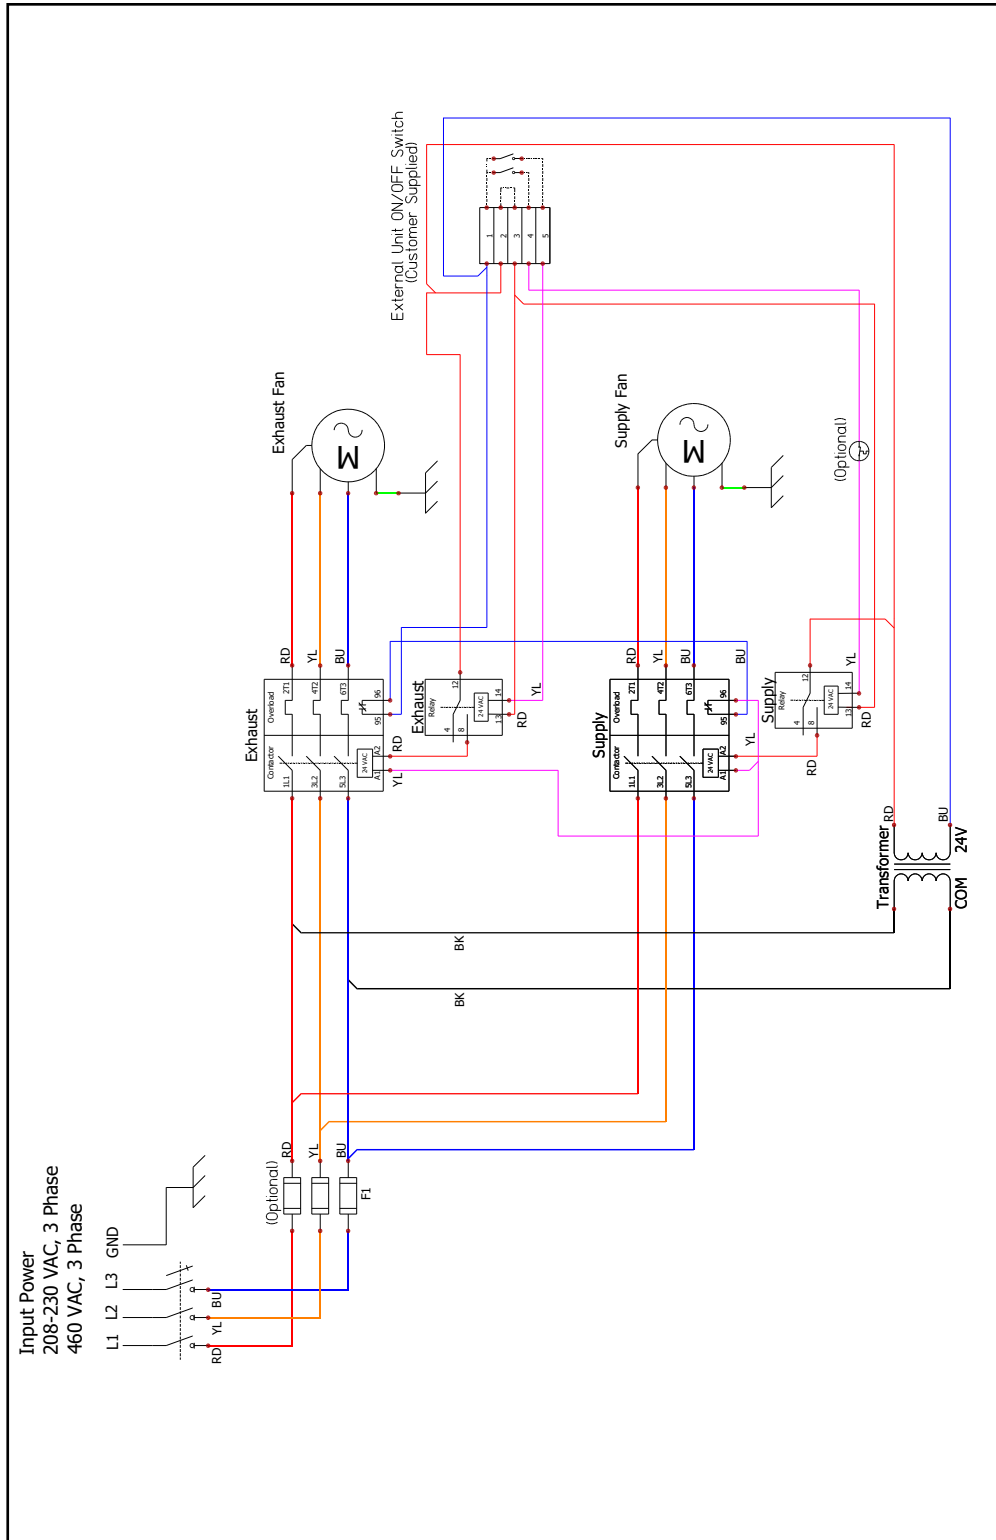 Input Power
208-230 VAC, 3 Phase
460 VAC, 3 Phase
L1
L2
L3
GND
RD
YL
BU
(Optional)
F1
RD
YL
BU
BK
BK
Exhaust
Contactor
Overload
1L1
3L2
5L3
2T1
4T2
6T3
24 VAC
A1
A2
95
96
RD
YL
BU
YL
RD
Exhaust Fan
M
Exhaust
Relay
4
8
12
24 VAC
13
14
RD
YL
External Unit ON/OFF Switch
(Customer Supplied)
1
2
3
4
5
Supply
Contactor
Overload
1L1
3L2
5L3
2T1
4T2
6T3
24 VAC
A1
A2
95
96
RD
YL
BU
BU
YL
Supply Fan
M
Supply
Relay
4
8
12
24 VAC
13
14
RD
RD
YL
(Optional)
Transformer
COM
24V
RD
BU